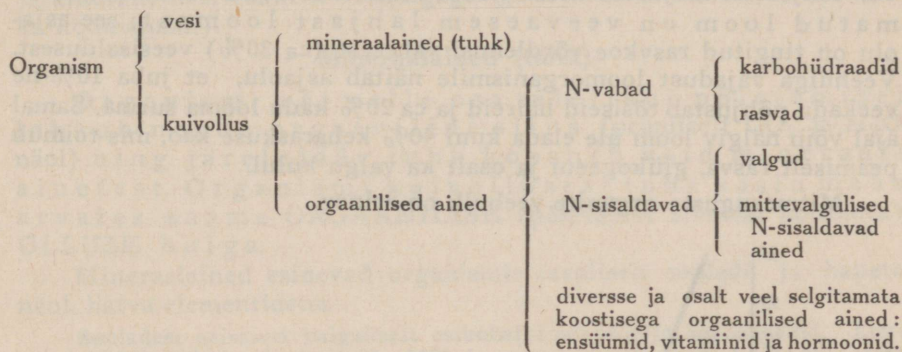 vesi
mineraalained (tuhk)
Organism
karbohüdraadid
N-vabad
rasvad
kuivollus
valgud
orgaanilised ained
N-sisaldavad
mittevalgulised
N-sisaldavad
ained
diversse ja osalt veel selgitamata
koostisega orgaanilised ained:
ensüümid, vitamiinid ja hormoonid.